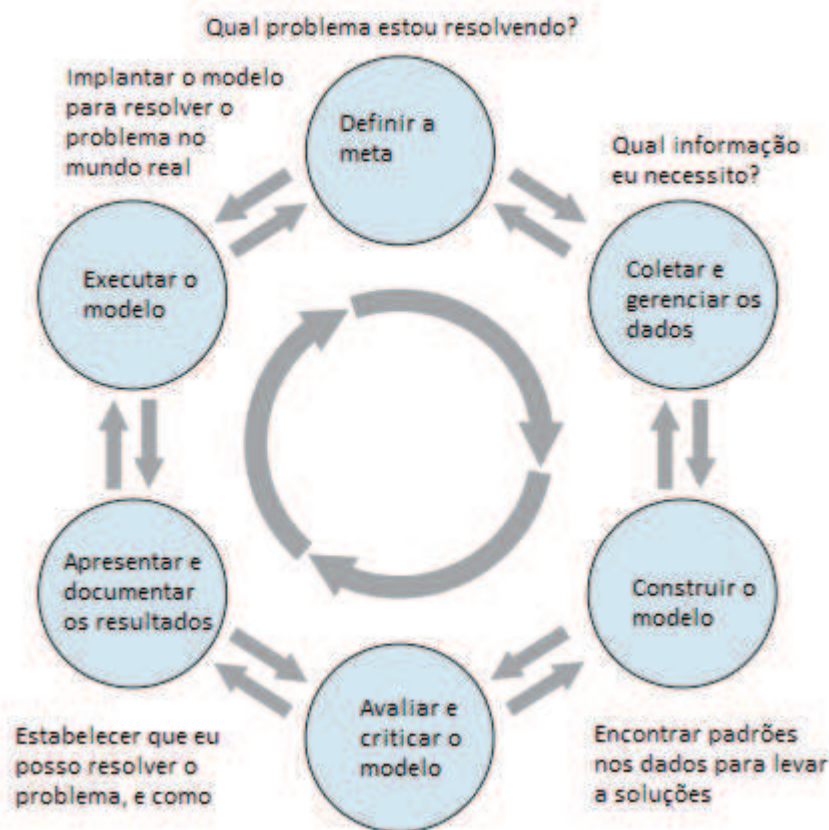 Qual problema estou resolvendo?
Definir a
meta
Qual informação
eu necessito?
Coletar e
gerenciar os
dados
Construir o
modelo
Encontrar padrões
nos dados para levar
a soluções
Avaliar e
criticar o
modelo
Apresentar e
documentar
os resultados
Estabelecer que eu
posso resolver o
problema, e como
Executar o
modelo
Implantar o modelo
para resolver o
problema no
mundo real